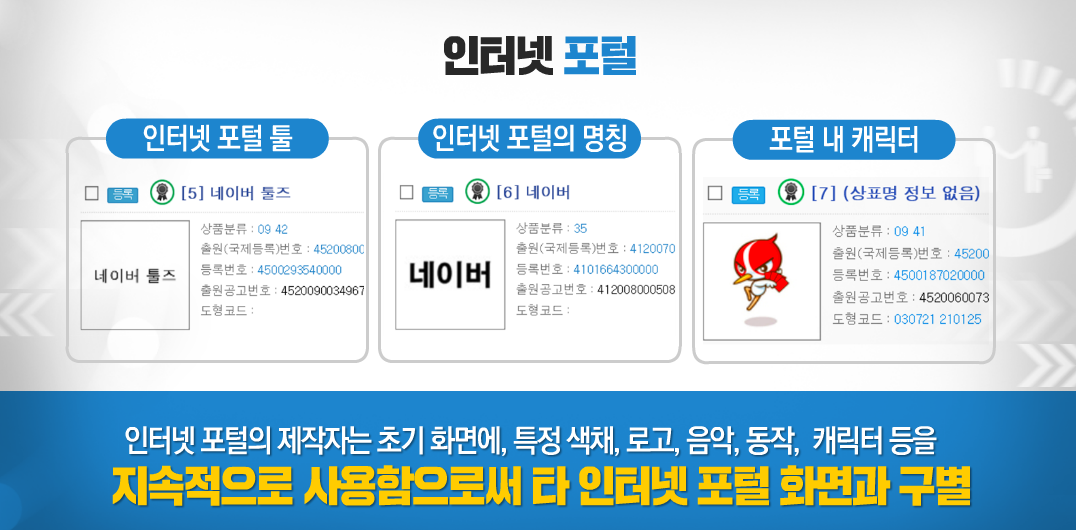 인터넷 포털
인터넷 포털 툴
등록 [5] 네이버 툴즈
네이버 툴즈
상품분류 : 09 42
출원(국제등록)번호 : 45200800
등록번호 : 4500293540000
출원공고번호 : 4520090034967
도형코드 :
인터넷 포털의 명칭
등록 [6] 네이버
네이버
상품분류 : 35
출원(국제등록)번호 : 4120070
등록번호 : 4101664300000
출원공고번호 : 412008000508
도형코드 :
포털 내 캐릭터
등록 [7] (상표명 정보 없음)
상품분류 : 09 41
출원(국제등록)번호 : 45200
등록번호 : 4500187020000
출원공고번호 : 4520060073
도형코드 : 030721 210125
인터넷 포털의 제작자는 초기 화면에, 특정 색채, 로고, 음악, 동작, 캐릭터 등을
지속적으로 사용함으로써 타 인터넷 포털 화면과 구별